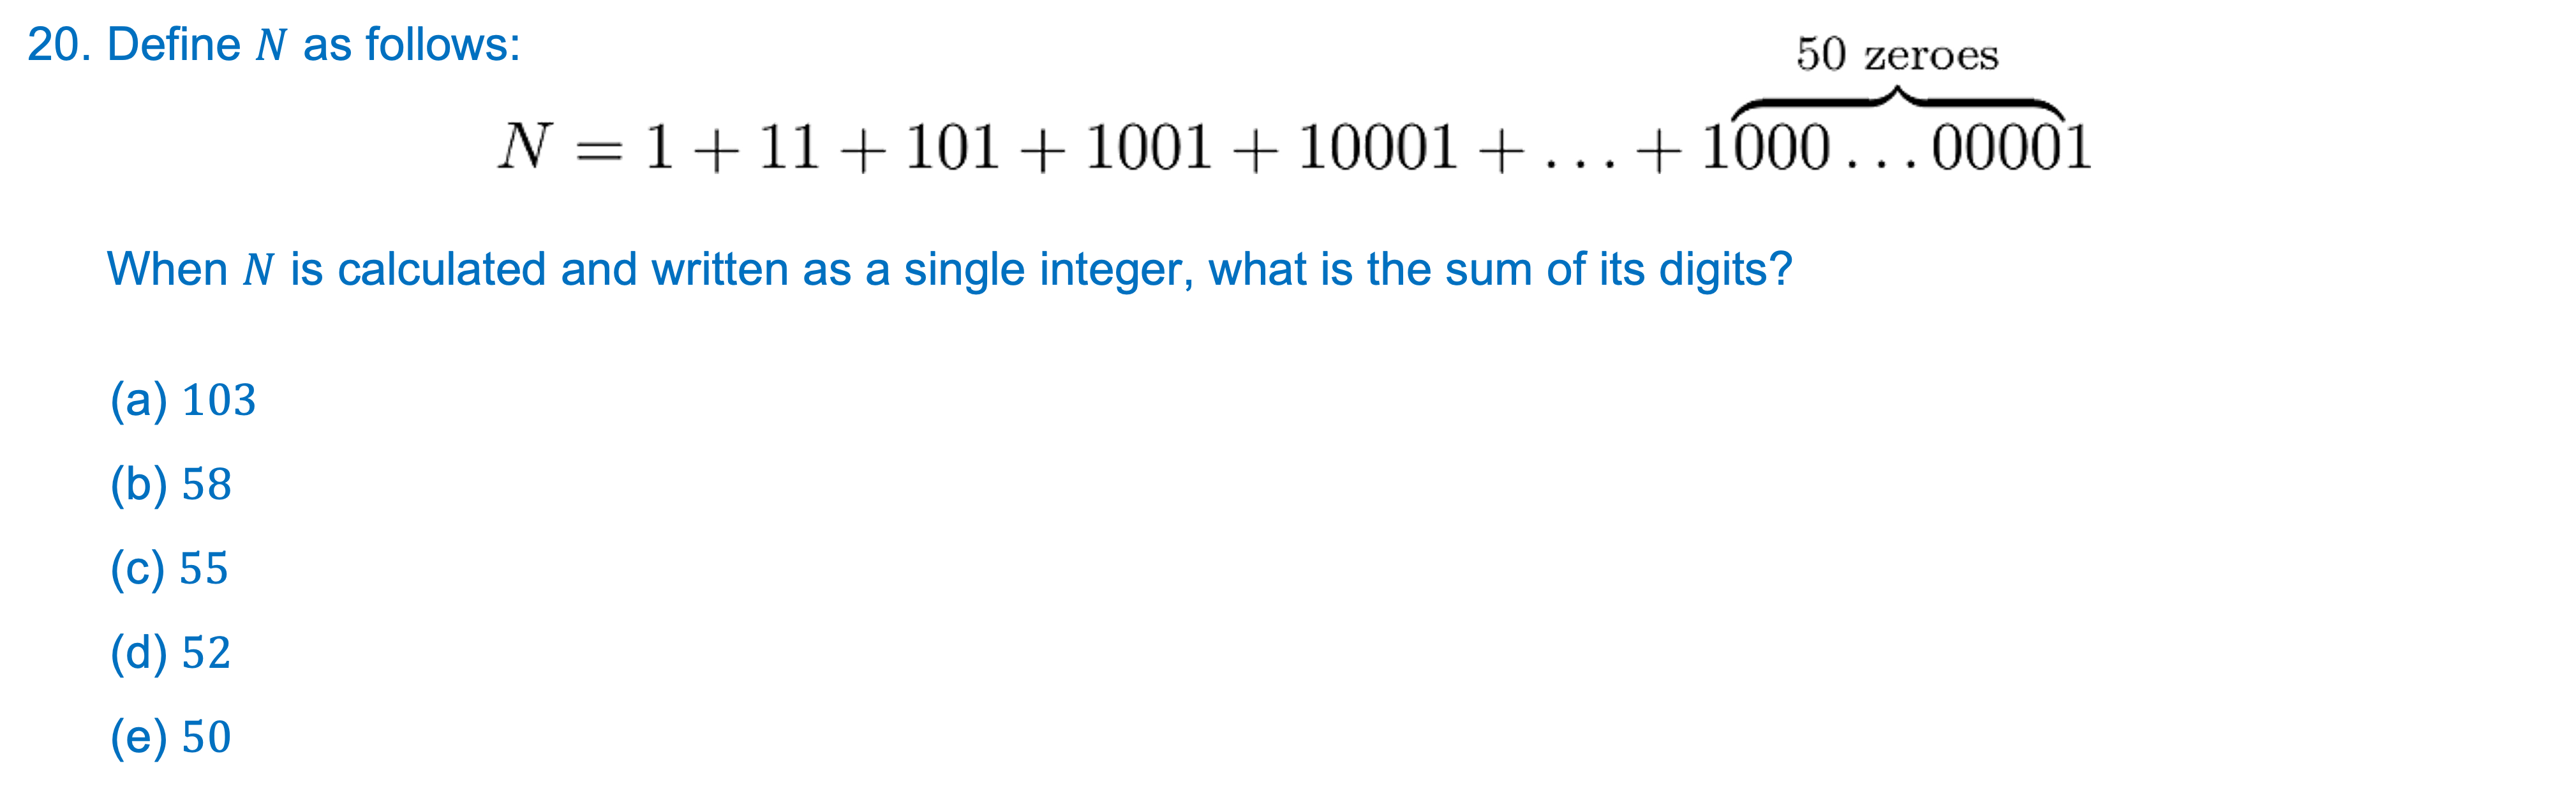 20. Define N as follows:
50 zeroes
N = 1 + 11 + 101 + 1001 + 10001 + ... + 1000...00001
When N is calculated and written as a single integer, what is the sum of its digits?
(a) 103
(b) 58
(c) 55
(d) 52
(e) 50